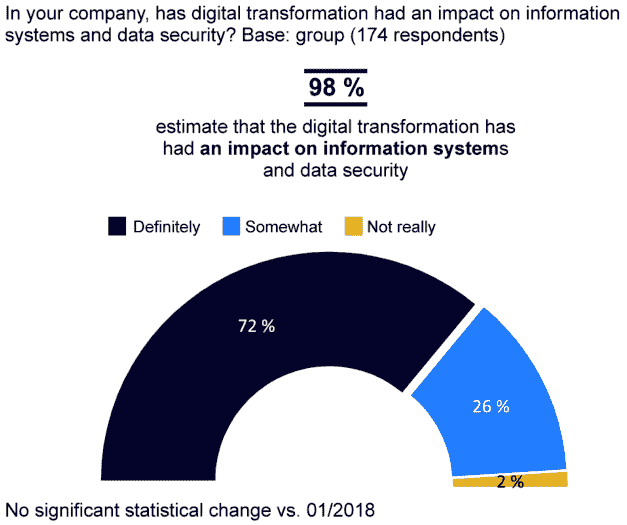 In your company, has digital transformation had an impact on information
systems and data security? Base: group (174 respondents)
98 %
estimate that the digital transformation has
had an impact on information systems
and data security
Definitely Somewhat Not really
72 %
26 %
2 %
No significant statistical change vs. 01/2018